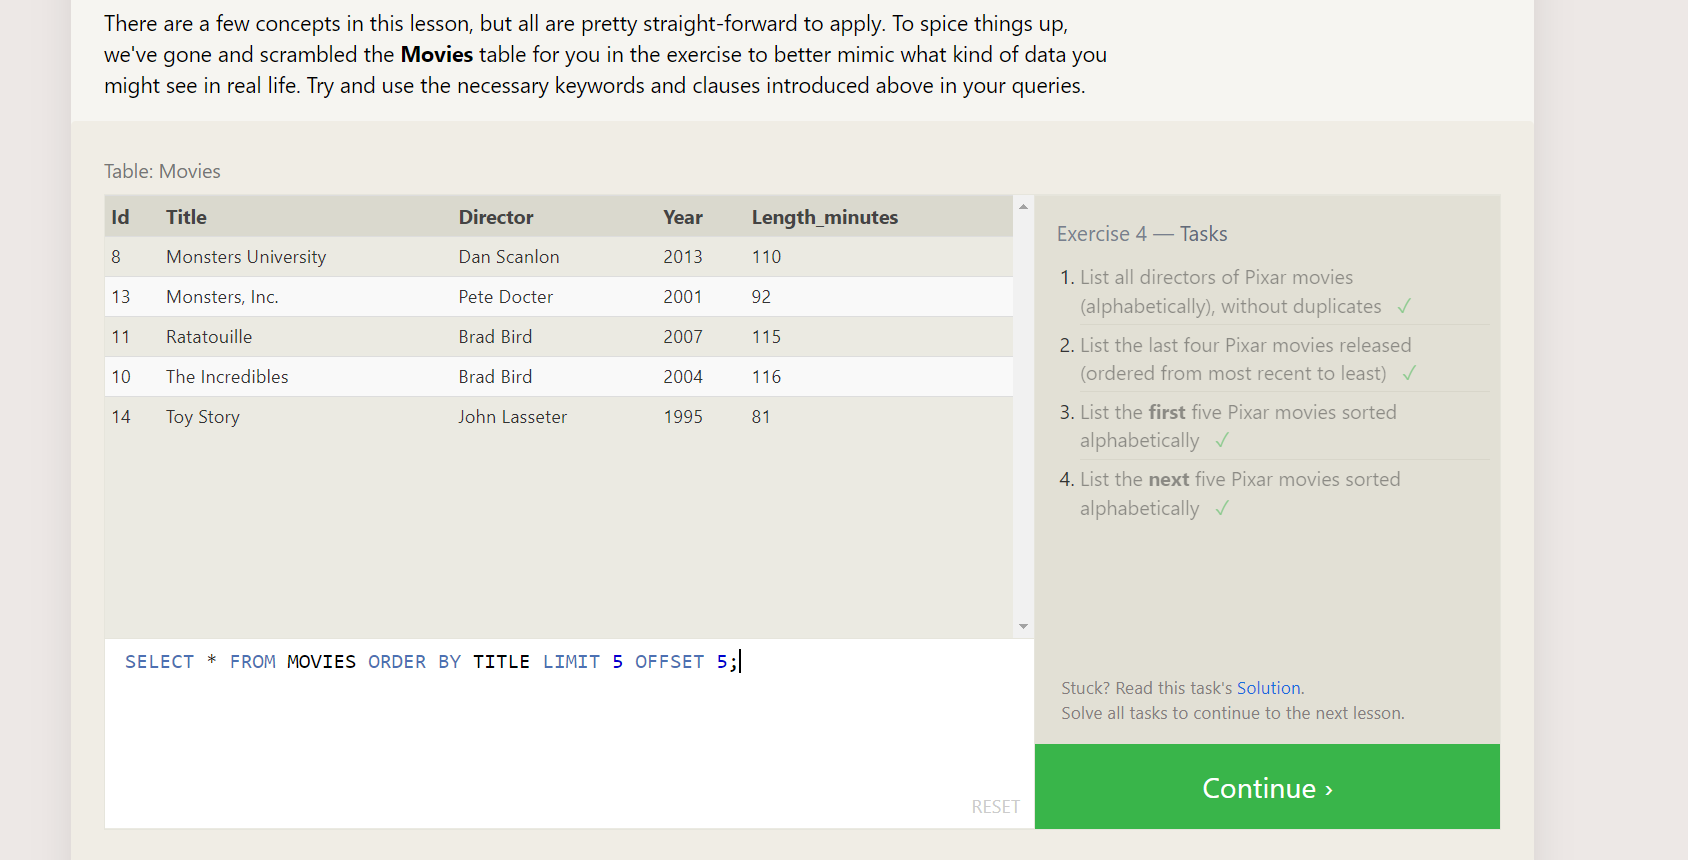 There are a few concepts in this lesson, but all are pretty straight-forward to apply. To spice things up,
we've gone and scrambled the Movies table for you in the exercise to better mimic what kind of data you
might see in real life. Try and use the necessary keywords and clauses introduced above in your queries.
Table: Movies
Id Title Director Year Length_minutes
8 Monsters University Dan Scanlon 2013 110
13 Monsters, Inc. Pete Docter 2001 92
11 Ratatouille Brad Bird 2007 115
10 The Incredibles Brad Bird 2004 116
14 Toy Story John Lasseter 1995 81
SELECT * FROM MOVIES ORDER BY TITLE LIMIT 5 OFFSET 5;
RESET
Exercise 4 — Tasks
1. List all directors of Pixar movies
(alphabetically), without duplicates ✓
2. List the last four Pixar movies released
(ordered from most recent to least) ✓
3. List the first five Pixar movies sorted
alphabetically ✓
4. List the next five Pixar movies sorted
alphabetically ✓
Stuck? Read this task's Solution.
Solve all tasks to continue to the next lesson.
Continue ›